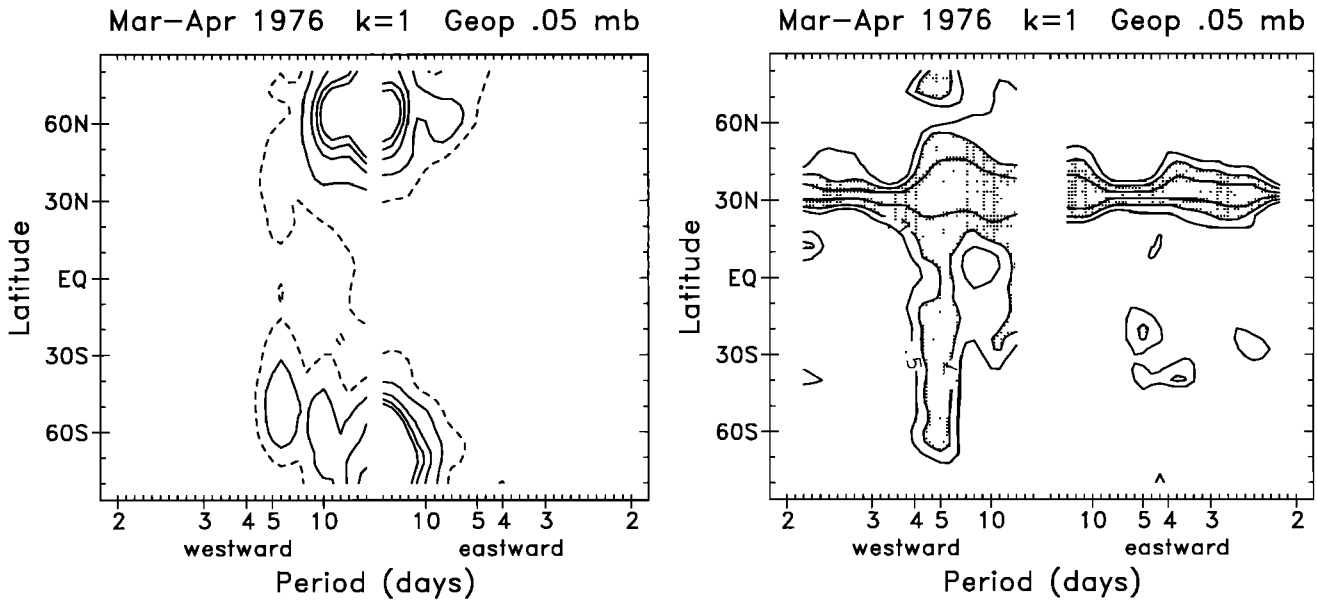 Mar-Apr 1976 k=1 Geop .05 mb
Latitude
60N
30N
EQ
30S
60S
2 3 4 5 10 10 5 4 3 2
westward eastward
Period (days)
Mar-Apr 1976 k=1 Geop .05 mb
Latitude
60N
30N
EQ
30S
60S
.5
2 3 4 5 10 10 5 4 3 2
westward eastward
Period (days)